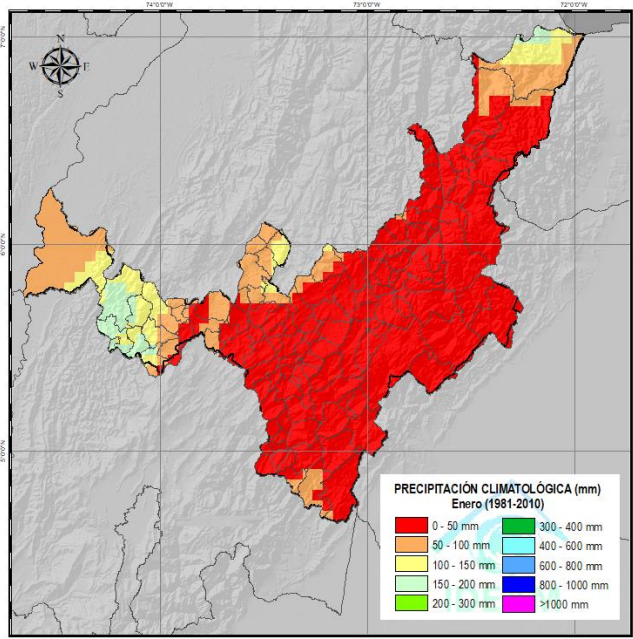 74°0'0"W
73°0'0"W
72°0'0"W
7°0'0"N
6°0'0"N
5°0'0"N
N
W
E
S
PRECIPITACIÓN CLIMATOLÓGICA (mm)
Enero (1981-2010)
0 - 50 mm
50 - 100 mm
100 - 150 mm
150 - 200 mm
200 - 300 mm
300 - 400 mm
400 - 600 mm
600 - 800 mm
800 - 1000 mm
>1000 mm